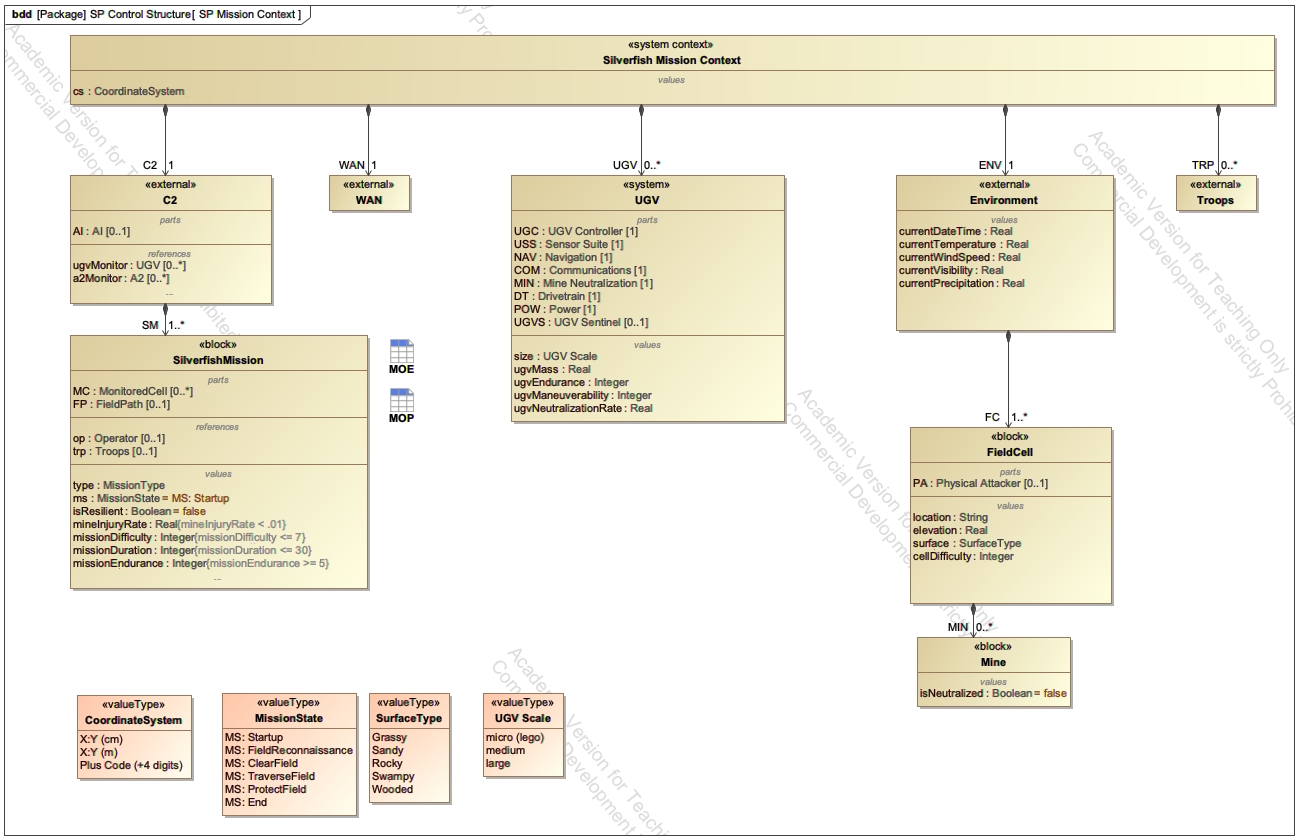 bdd [Package] SP Control Structure[ SP Mission Context ]
«system context»
Silverfish Mission Context
values
cs : CoordinateSystem
C2 1
WAN 1
UGV 0..*
ENV 1
TRP 0..*
«external»
C2
parts
AI : AI [0..1]
references
ugvMonitor : UGV [0..*]
a2Monitor : A2 [0..*]
...
«external»
WAN
«system»
UGV
parts
UGC : UGV Controller [1]
USS : Sensor Suite [1]
NAV : Navigation [1]
COM : Communications [1]
MIN : Mine Neutralization [1]
DT : Drivetrain [1]
POW : Power [1]
UGVS : UGV Sentinel [0..1]
values
size : UGV Scale
ugvMass : Real
ugvEndurance : Integer
ugvManeuverability : Integer
ugvNeutralizationRate : Real
«external»
Environment
values
currentDateTime : Real
currentTemperature : Real
currentWindSpeed : Real
currentVisibility : Real
currentPrecipitation : Real
«external»
Troops
SM 1..*
«block»
SilverfishMission
parts
MC : MonitoredCell [0..*]
FP : FieldPath [0..1]
references
op : Operator [0..1]
trp : Troops [0..1]
values
type : MissionType
ms : MissionState = MS: Startup
isResilient : Boolean = false
mineInjuryRate : Real{mineInjuryRate < .01}
missionDifficulty : Integer{missionDifficulty <= 7}
missionDuration : Integer{missionDuration <= 30}
missionEndurance : Integer{missionEndurance >= 5}
...
MOE
MOP
FC 1..*
«block»
FieldCell
parts
PA : Physical Attacker [0..1]
values
location : String
elevation : Real
surface : SurfaceType
cellDifficulty : Integer
MIN 0..*
«block»
Mine
values
isNeutralized : Boolean = false
«valueType»
CoordinateSystem
X:Y (cm)
X:Y (m)
Plus Code (+4 digits)
«valueType»
MissionState
MS: Startup
MS: FieldReconnaissance
MS: ClearField
MS: TraverseField
MS: ProtectField
MS: End
«valueType»
SurfaceType
Grassy
Sandy
Rocky
Swampy
Wooded
«valueType»
UGV Scale
micro (lego)
medium
large
Academic Version for Teaching Only
Commercial Development is strictly Prohi